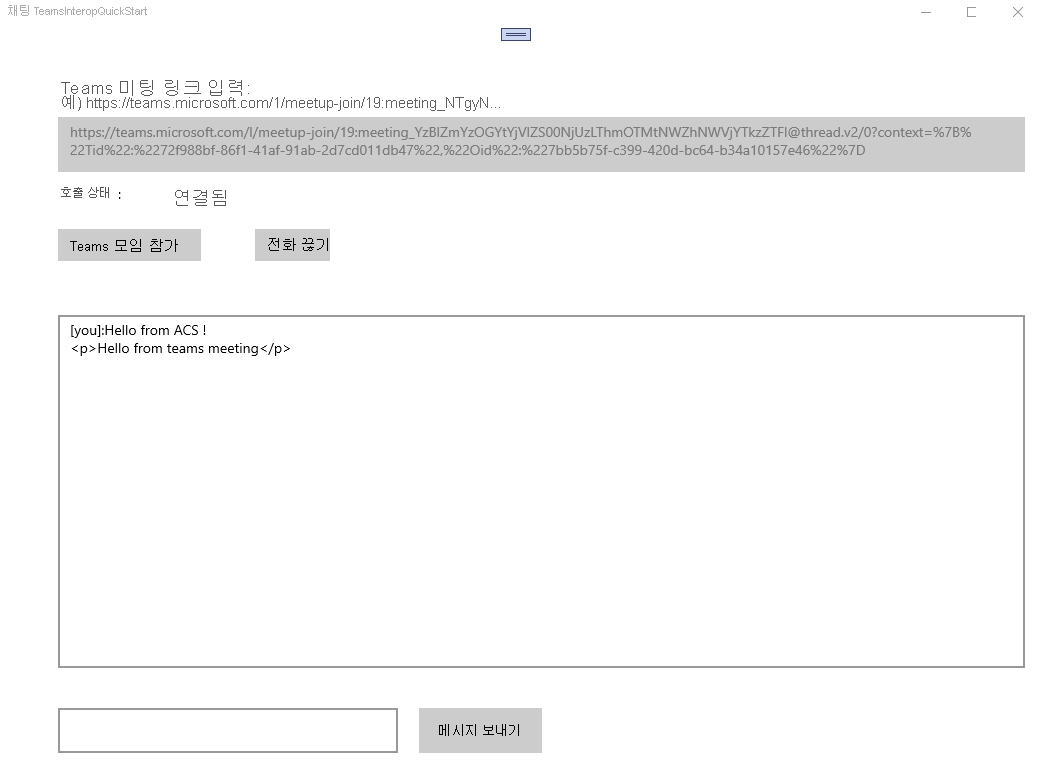 채팅 TeamsInteropQuickStart
Teams 미팅 링크 입력:
예) https://teams.microsoft.com/1/meetup-join/19:meeting_NTgyN...
https://teams.microsoft.com/l/meetup-join/19:meeting_YzBlZmYzOGYtYjVlZS00NjUzLThmOTMtNWZhNWVjYTkzZTFl@thread.v2/0?context=%7B%
22Tid%22:%2272f988bf-86f1-41af-91ab-2d7cd011db47%22,%22Oid%22:%227bb5b75f-c399-420d-bc64-b34a10157e46%22%7D
호출 상태 : 연결됨
Teams 모임 참가 전화 끊기
[you]:Hello from ACS !
<p>Hello from teams meeting</p>
메시지 보내기